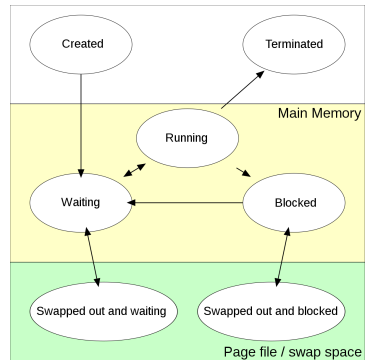 Created
Terminated
Main Memory
Running
Waiting
Blocked
Swapped out and waiting
Swapped out and blocked
Page file / swap space